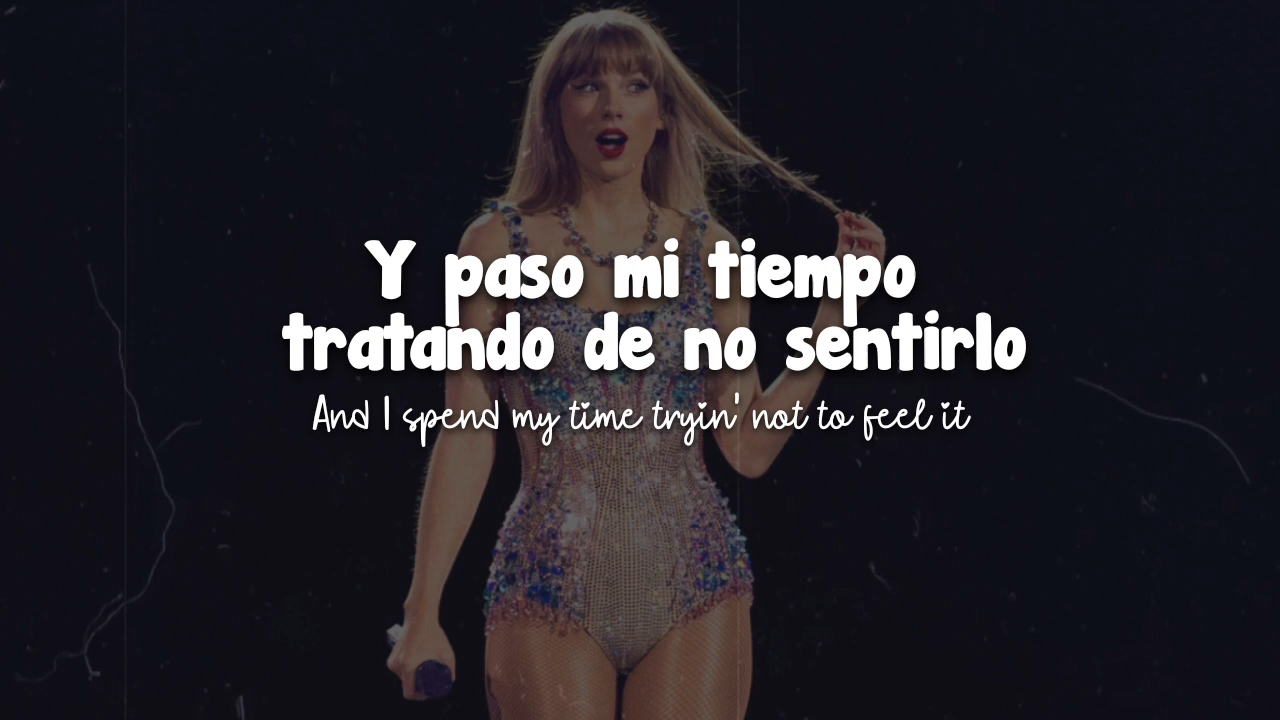 Y paso mi tiempo
tratando de no sentirlo
And I spend my time tryin' not to feel it